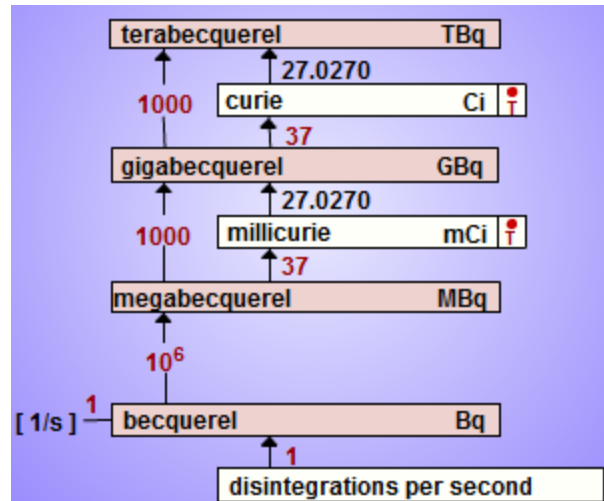 terabecquerel TBq
27.0270
1000
curie Ci T
37
gigabecquerel GBq
27.0270
1000
millicurie mCi T
37
megabecquerel MBq
10⁶
1
[ 1/s ]
becquerel Bq
1
disintegrations per second